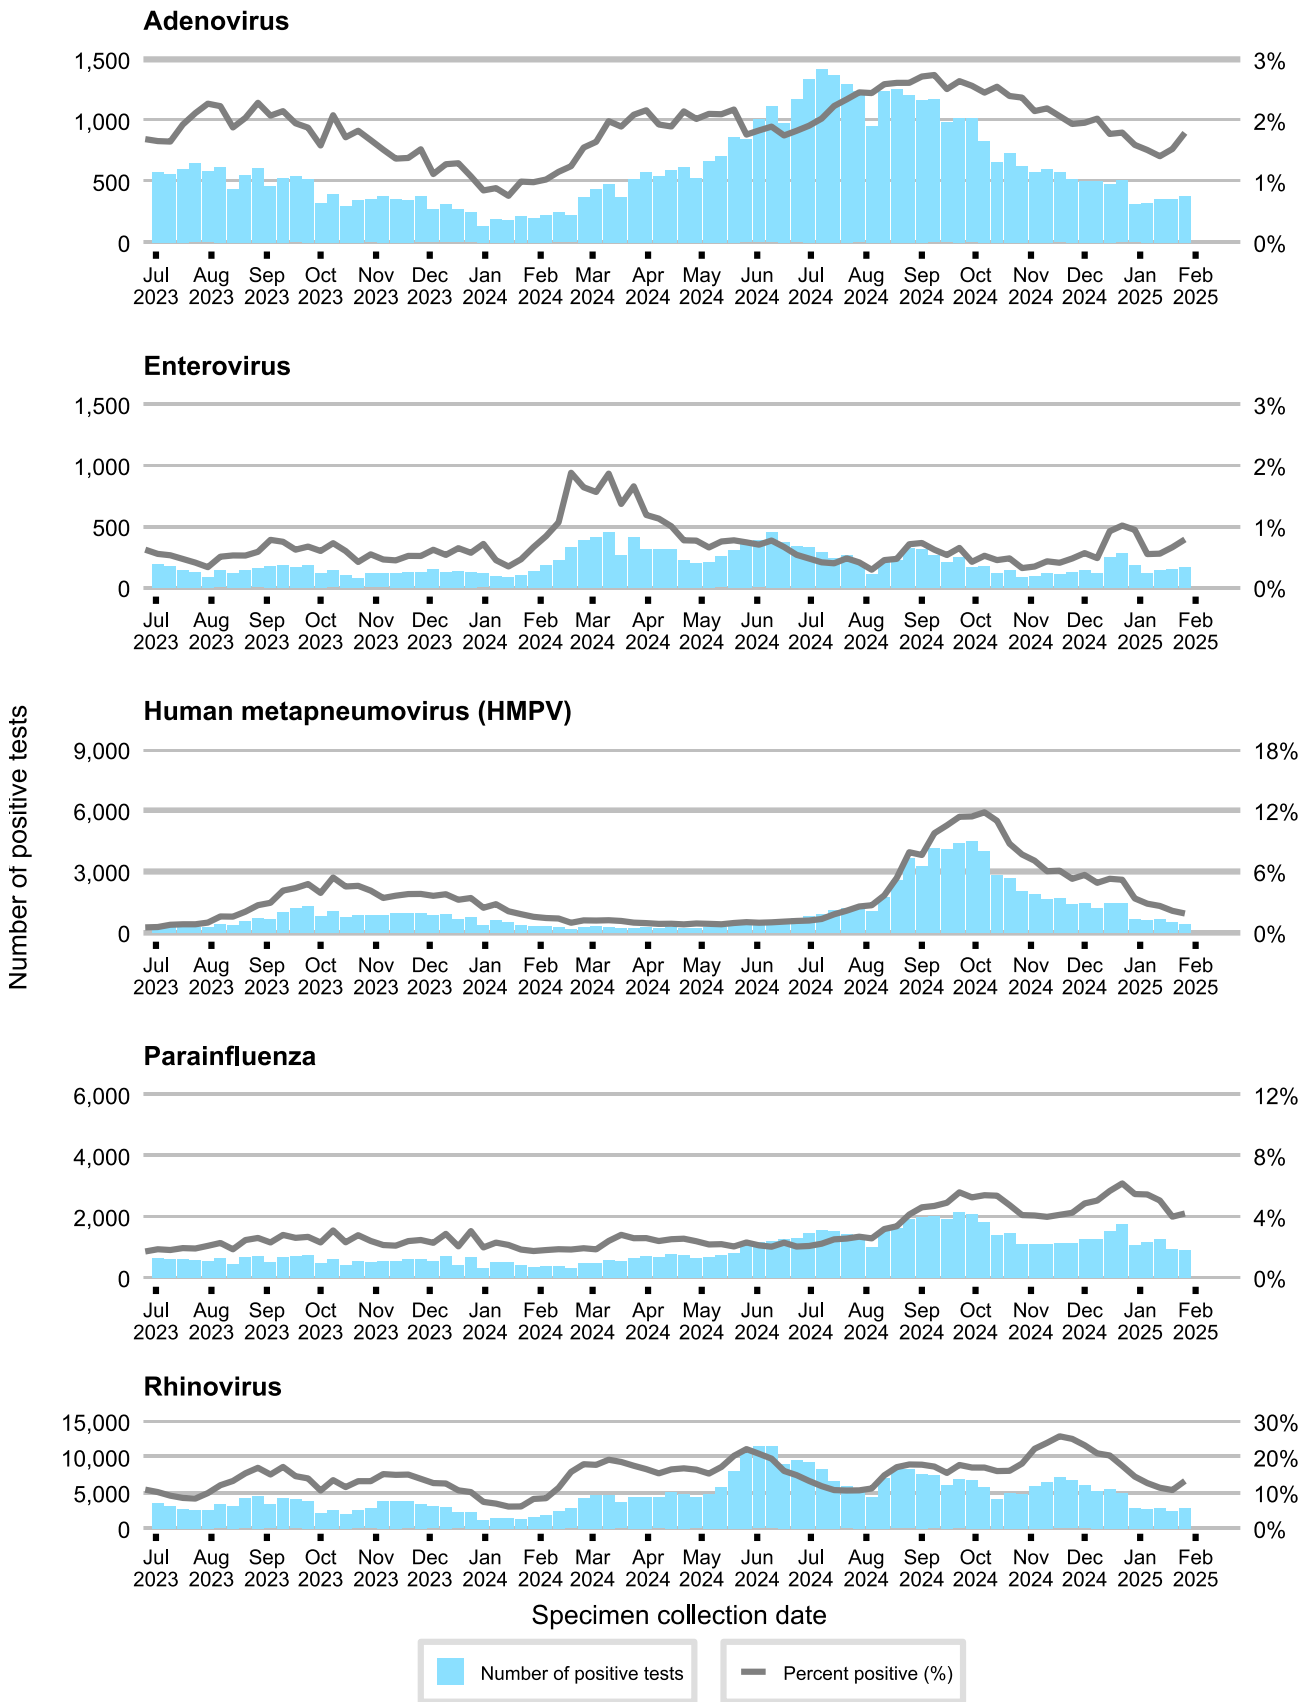 Adenovirus
1,500 3%
1,000 2%
500 1%
0 0%
Jul Aug Sep Oct Nov Dec Jan Feb Mar Apr May Jun Jul Aug Sep Oct Nov Dec Jan Feb
2023 2023 2023 2023 2023 2023 2024 2024 2024 2024 2024 2024 2024 2024 2024 2024 2024 2024 2025 2025
Enterovirus
1,500 3%
1,000 2%
500 1%
0 0%
Jul Aug Sep Oct Nov Dec Jan Feb Mar Apr May Jun Jul Aug Sep Oct Nov Dec Jan Feb
2023 2023 2023 2023 2023 2023 2024 2024 2024 2024 2024 2024 2024 2024 2024 2024 2024 2024 2025 2025
Number of positive tests
Human metapneumovirus (HMPV)
9,000 18%
6,000 12%
3,000 6%
0 0%
Jul Aug Sep Oct Nov Dec Jan Feb Mar Apr May Jun Jul Aug Sep Oct Nov Dec Jan Feb
2023 2023 2023 2023 2023 2023 2024 2024 2024 2024 2024 2024 2024 2024 2024 2024 2024 2024 2025 2025
Parainfluenza
6,000 12%
4,000 8%
2,000 4%
0 0%
Jul Aug Sep Oct Nov Dec Jan Feb Mar Apr May Jun Jul Aug Sep Oct Nov Dec Jan Feb
2023 2023 2023 2023 2023 2023 2024 2024 2024 2024 2024 2024 2024 2024 2024 2024 2024 2024 2025 2025
Rhinovirus
15,000 30%
10,000 20%
5,000 10%
0 0%
Jul Aug Sep Oct Nov Dec Jan Feb Mar Apr May Jun Jul Aug Sep Oct Nov Dec Jan Feb
2023 2023 2023 2023 2023 2023 2024 2024 2024 2024 2024 2024 2024 2024 2024 2024 2024 2024 2025 2025
Specimen collection date
Number of positive tests Percent positive (%)